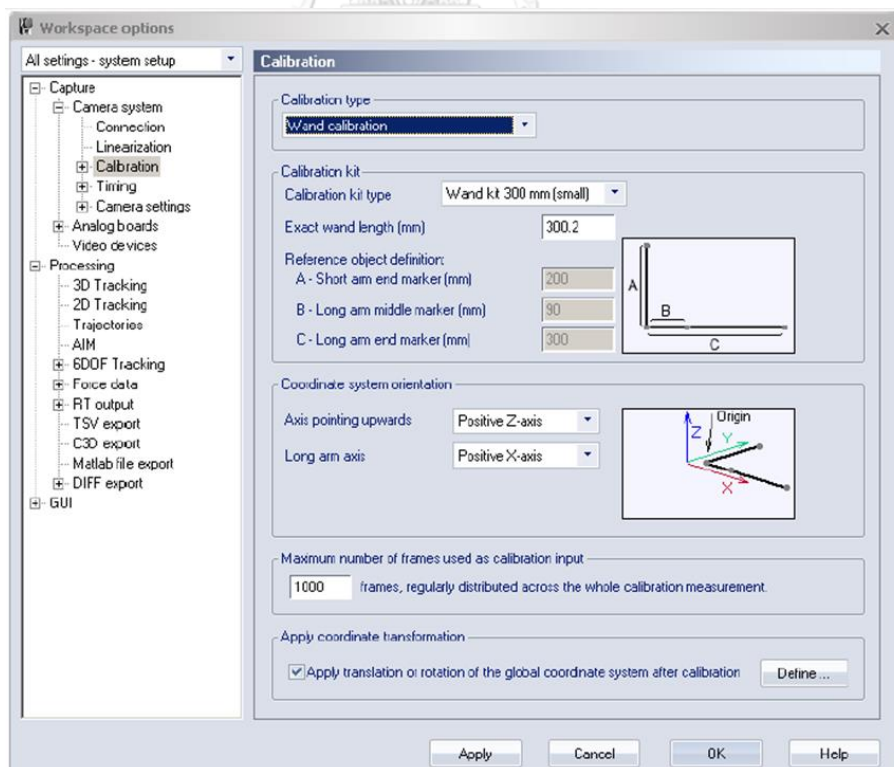 Workspace options
All settings - system setup
Calibration
Capture
Camera system
Connection
Linearization
Calibration
Timing
Camera settings
Analog boards
Video devices
Processing
3D Tracking
2D Tracking
Trajectories
AIM
6DOF Tracking
Force data
RT output
TSV export
C3D export
Matlab file export
DIFF export
GUI
Calibration type
Wand calibration
Calibration kit
Calibration kit type
Wand kit 300 mm (small)
Exact wand length (mm)
300.2
Reference object definition:
A - Short arm end marker (mm)
200
B - Long arm middle marker (mm)
90
C - Long arm end marker (mm)
300
A
B
C
Coordinate system orientation
Axis pointing upwards
Positive Z-axis
Long arm axis
Positive X-axis
Origin
Z
Y
X
Maximum number of frames used as calibration input
1000 frames, regularly distributed across the whole calibration measurement.
Apply coordinate transformation
Apply translation or rotation of the global coordinate system after calibration
Define ...
Apply
Cancel
OK
Help